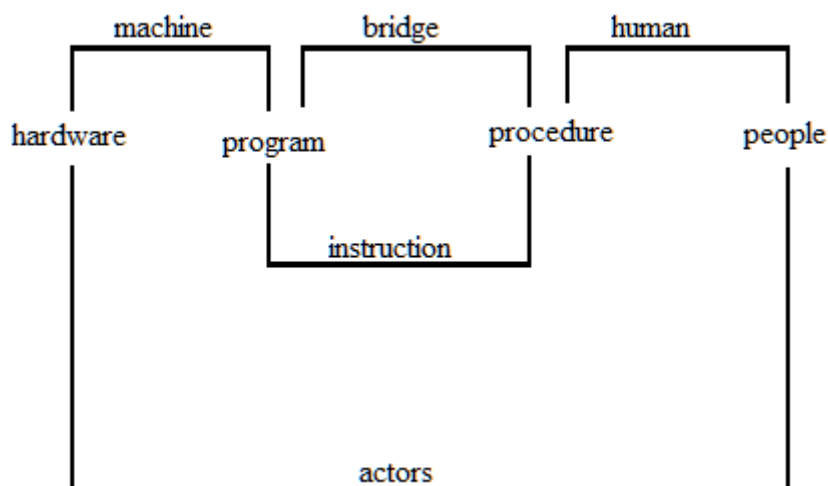 machine bridge human
hardware program procedure people
instruction
actors